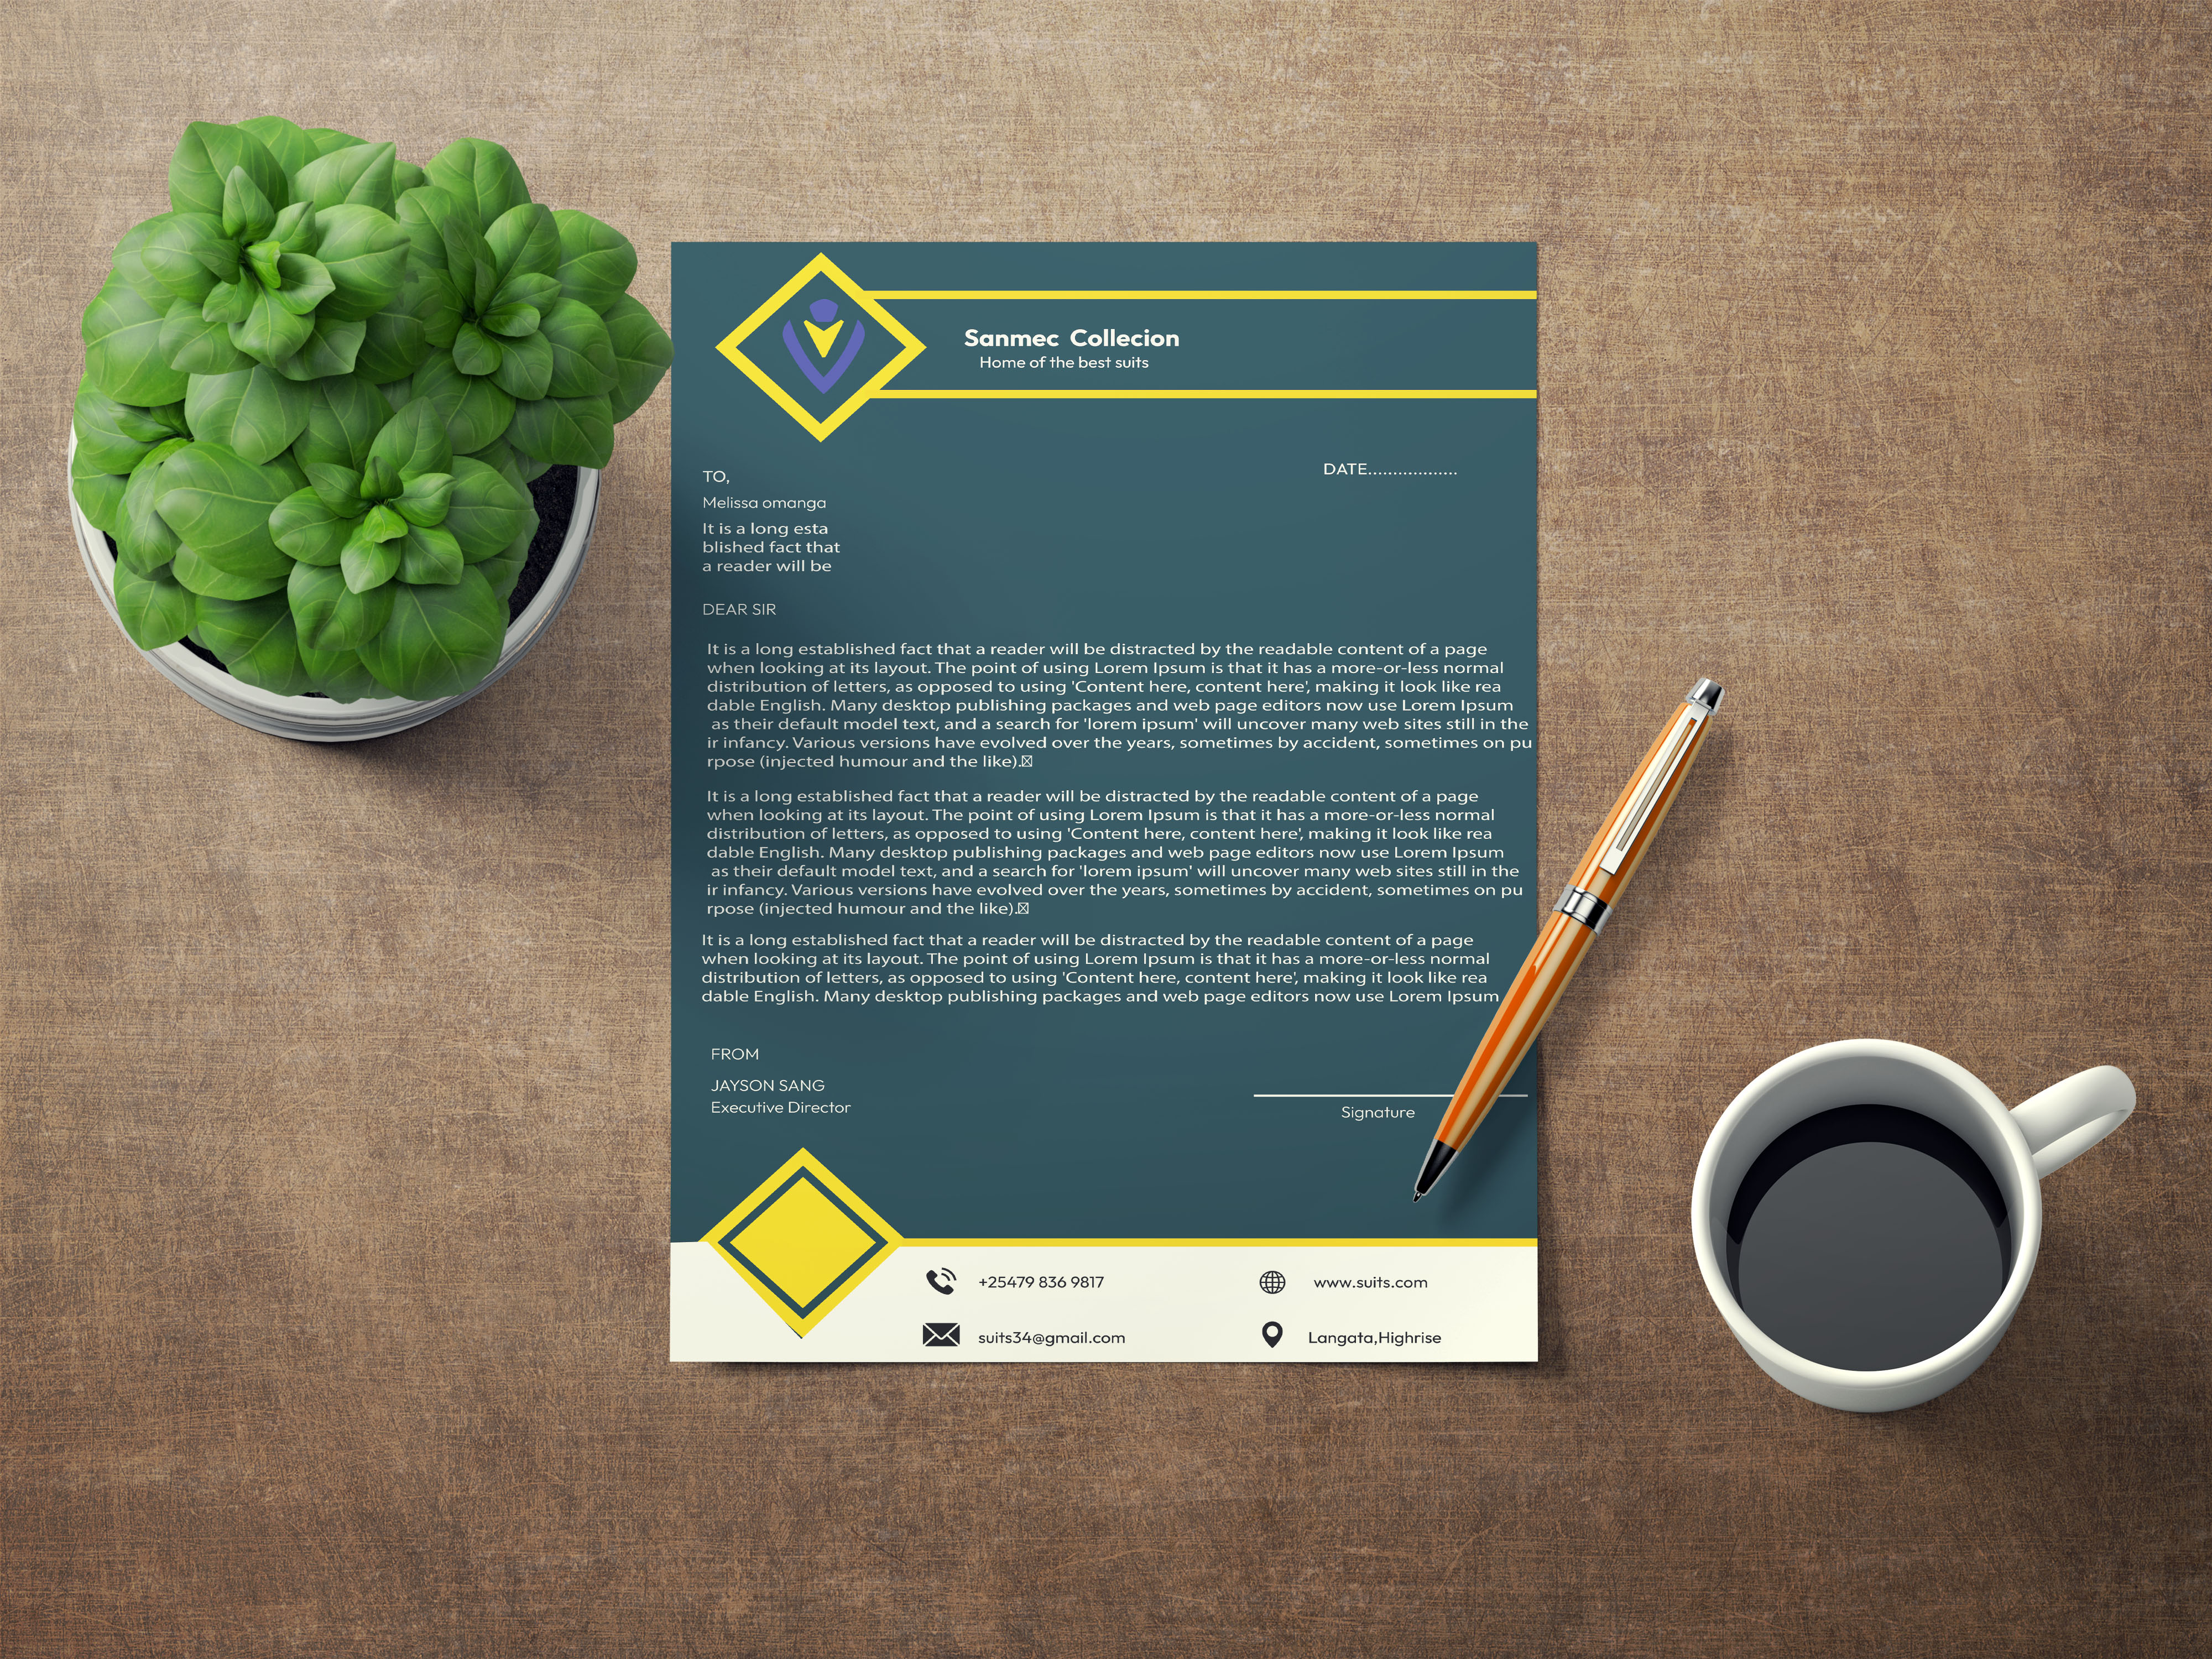 Sanmec Collecion
Home of the best suits
DATE..................
TO,
Melissa omanga
It is a long esta
blished fact that
a reader will be
DEAR SIR
It is a long established fact that a reader will be distracted by the readable content of a page
when looking at its layout. The point of using Lorem Ipsum is that it has a more-or-less normal
distribution of letters, as opposed to using 'Content here, content here', making it look like rea
dable English. Many desktop publishing packages and web page editors now use Lorem Ipsum
as their default model text, and a search for 'lorem ipsum' will uncover many web sites still in the
ir infancy. Various versions have evolved over the years, sometimes by accident, sometimes on pu
rpose (injected humour and the like).
It is a long established fact that a reader will be distracted by the readable content of a page
when looking at its layout. The point of using Lorem Ipsum is that it has a more-or-less normal
distribution of letters, as opposed to using 'Content here, content here', making it look like rea
dable English. Many desktop publishing packages and web page editors now use Lorem Ipsum
as their default model text, and a search for 'lorem ipsum' will uncover many web sites still in the
ir infancy. Various versions have evolved over the years, sometimes by accident, sometimes on pu
rpose (injected humour and the like).
It is a long established fact that a reader will be distracted by the readable content of a page
when looking at its layout. The point of using Lorem Ipsum is that it has a more-or-less normal
distribution of letters, as opposed to using 'Content here, content here', making it look like rea
dable English. Many desktop publishing packages and web page editors now use Lorem Ipsum
FROM
JAYSON SANG
Executive Director
Signature
+25479 836 9817
www.suits.com
suits34@gmail.com
Langata,Highrise